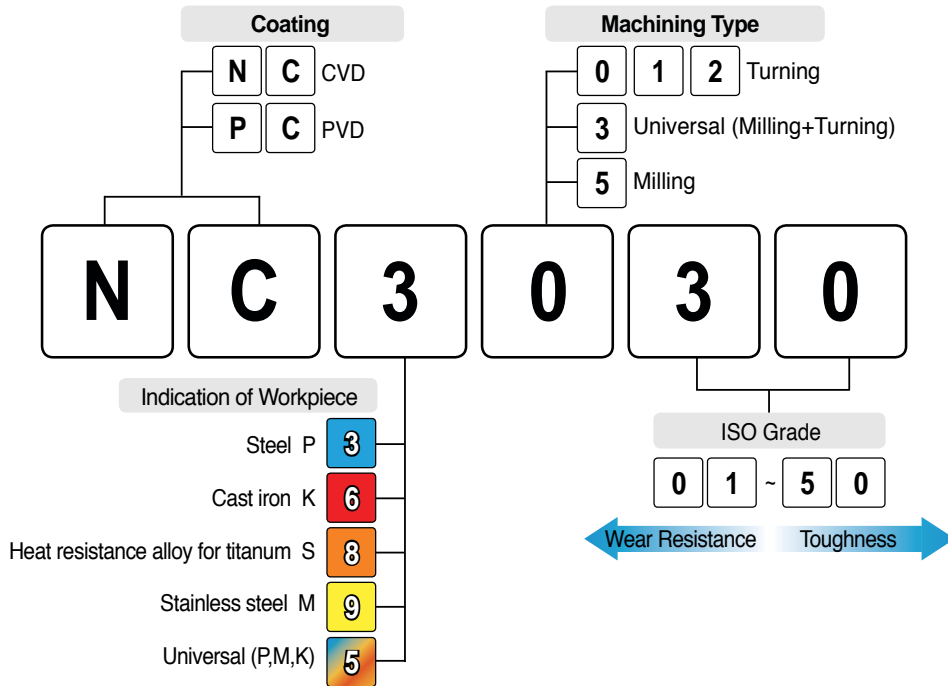 Coating
N C CVD
P C PVD
Machining Type
0 1 2 Turning
3 Universal (Milling+Turning)
5 Milling
N C 3 0 3 0
Indication of Workpiece
Steel P 3
Cast iron K 6
Heat resistance alloy for titanum S 8
Stainless steel M 9
Universal (P,M,K) 5
ISO Grade
0 1 ~ 5 0
Wear Resistance Toughness